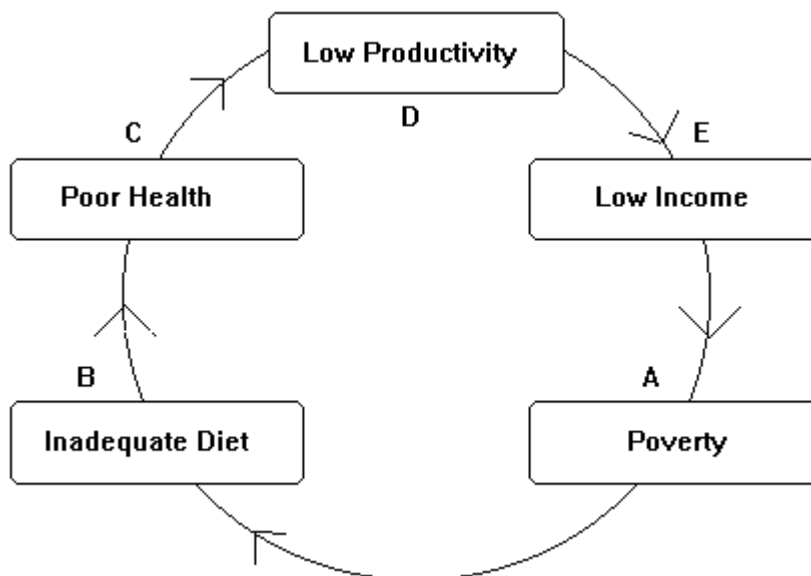 Low Productivity
D
C
E
Poor Health
Low Income
B
A
Inadequate Diet
Poverty